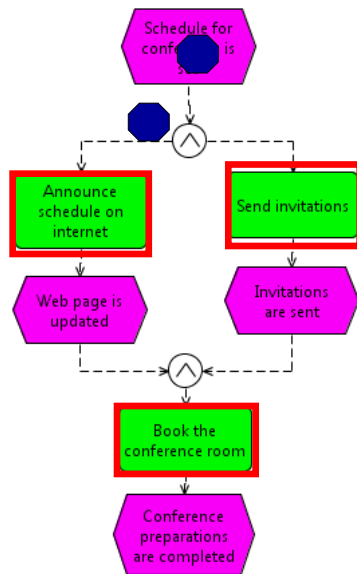 Schedule for
is
Announce
schedule on
internet
Send invitations
Web page is
updated
Invitations
are sent
Book the
conference room
Conference
preparations
are completed